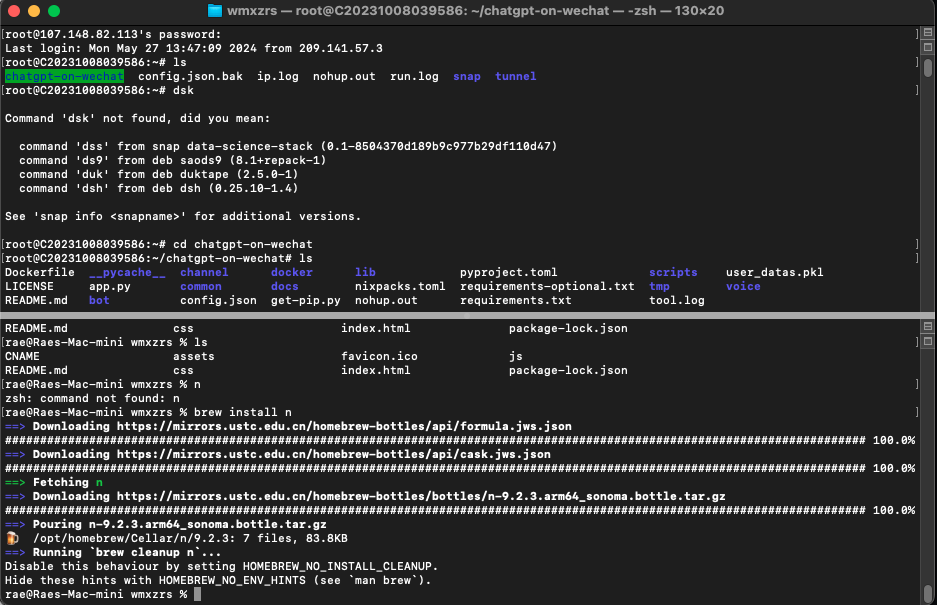 wmxzrs — root@C20231008039586: ~/chatgpt-on-wechat — -zsh — 130×20
[root@107.148.82.113's password: ]
Last login: Mon May 27 13:47:09 2024 from 209.141.57.3
[root@C20231008039586:~# ls ]
chatgpt-on-wechat config.json.bak ip.log nohup.out run.log snap tunnel
[root@C20231008039586:~# dsk ]
Command 'dsk' not found, did you mean:
command 'dss' from snap data-science-stack (0.1-8504370d189b9c977b29df110d47)
command 'ds9' from deb saods9 (8.1+repack-1)
command 'duk' from deb duktape (2.5.0-1)
command 'dsh' from deb dsh (0.25.10-1.4)
See 'snap info <snapname>' for additional versions.
[root@C20231008039586:~# cd chatgpt-on-wechat ]
[root@C20231008039586:~/chatgpt-on-wechat# ls ]
Dockerfile __pycache__ channel docker lib pyproject.toml scripts user_datas.pkl
LICENSE app.py common docs nixpacks.toml requirements-optional.txt tmp voice
README.md bot config.json get-pip.py nohup.out requirements.txt tool.log
README.md css index.html package-lock.json
[rae@Raes-Mac-mini wmxzrs % ls ]
CNAME assets favicon.ico js
README.md css index.html package-lock.json
[rae@Raes-Mac-mini wmxzrs % n ]
zsh: command not found: n
[rae@Raes-Mac-mini wmxzrs % brew install n ]
==> Downloading https://mirrors.ustc.edu.cn/homebrew-bottles/api/formula.jws.json
########################################################################################################################### 100.0%
==> Downloading https://mirrors.ustc.edu.cn/homebrew-bottles/api/cask.jws.json
########################################################################################################################### 100.0%
==> Fetching n
==> Downloading https://mirrors.ustc.edu.cn/homebrew-bottles/bottles/n-9.2.3.arm64_sonoma.bottle.tar.gz
########################################################################################################################### 100.0%
==> Pouring n-9.2.3.arm64_sonoma.bottle.tar.gz
🍺 /opt/homebrew/Cellar/n/9.2.3: 7 files, 83.8KB
==> Running `brew cleanup n`...
Disable this behaviour by setting HOMEBREW_NO_INSTALL_CLEANUP.
Hide these hints with HOMEBREW_NO_ENV_HINTS (see `man brew`).
rae@Raes-Mac-mini wmxzrs %